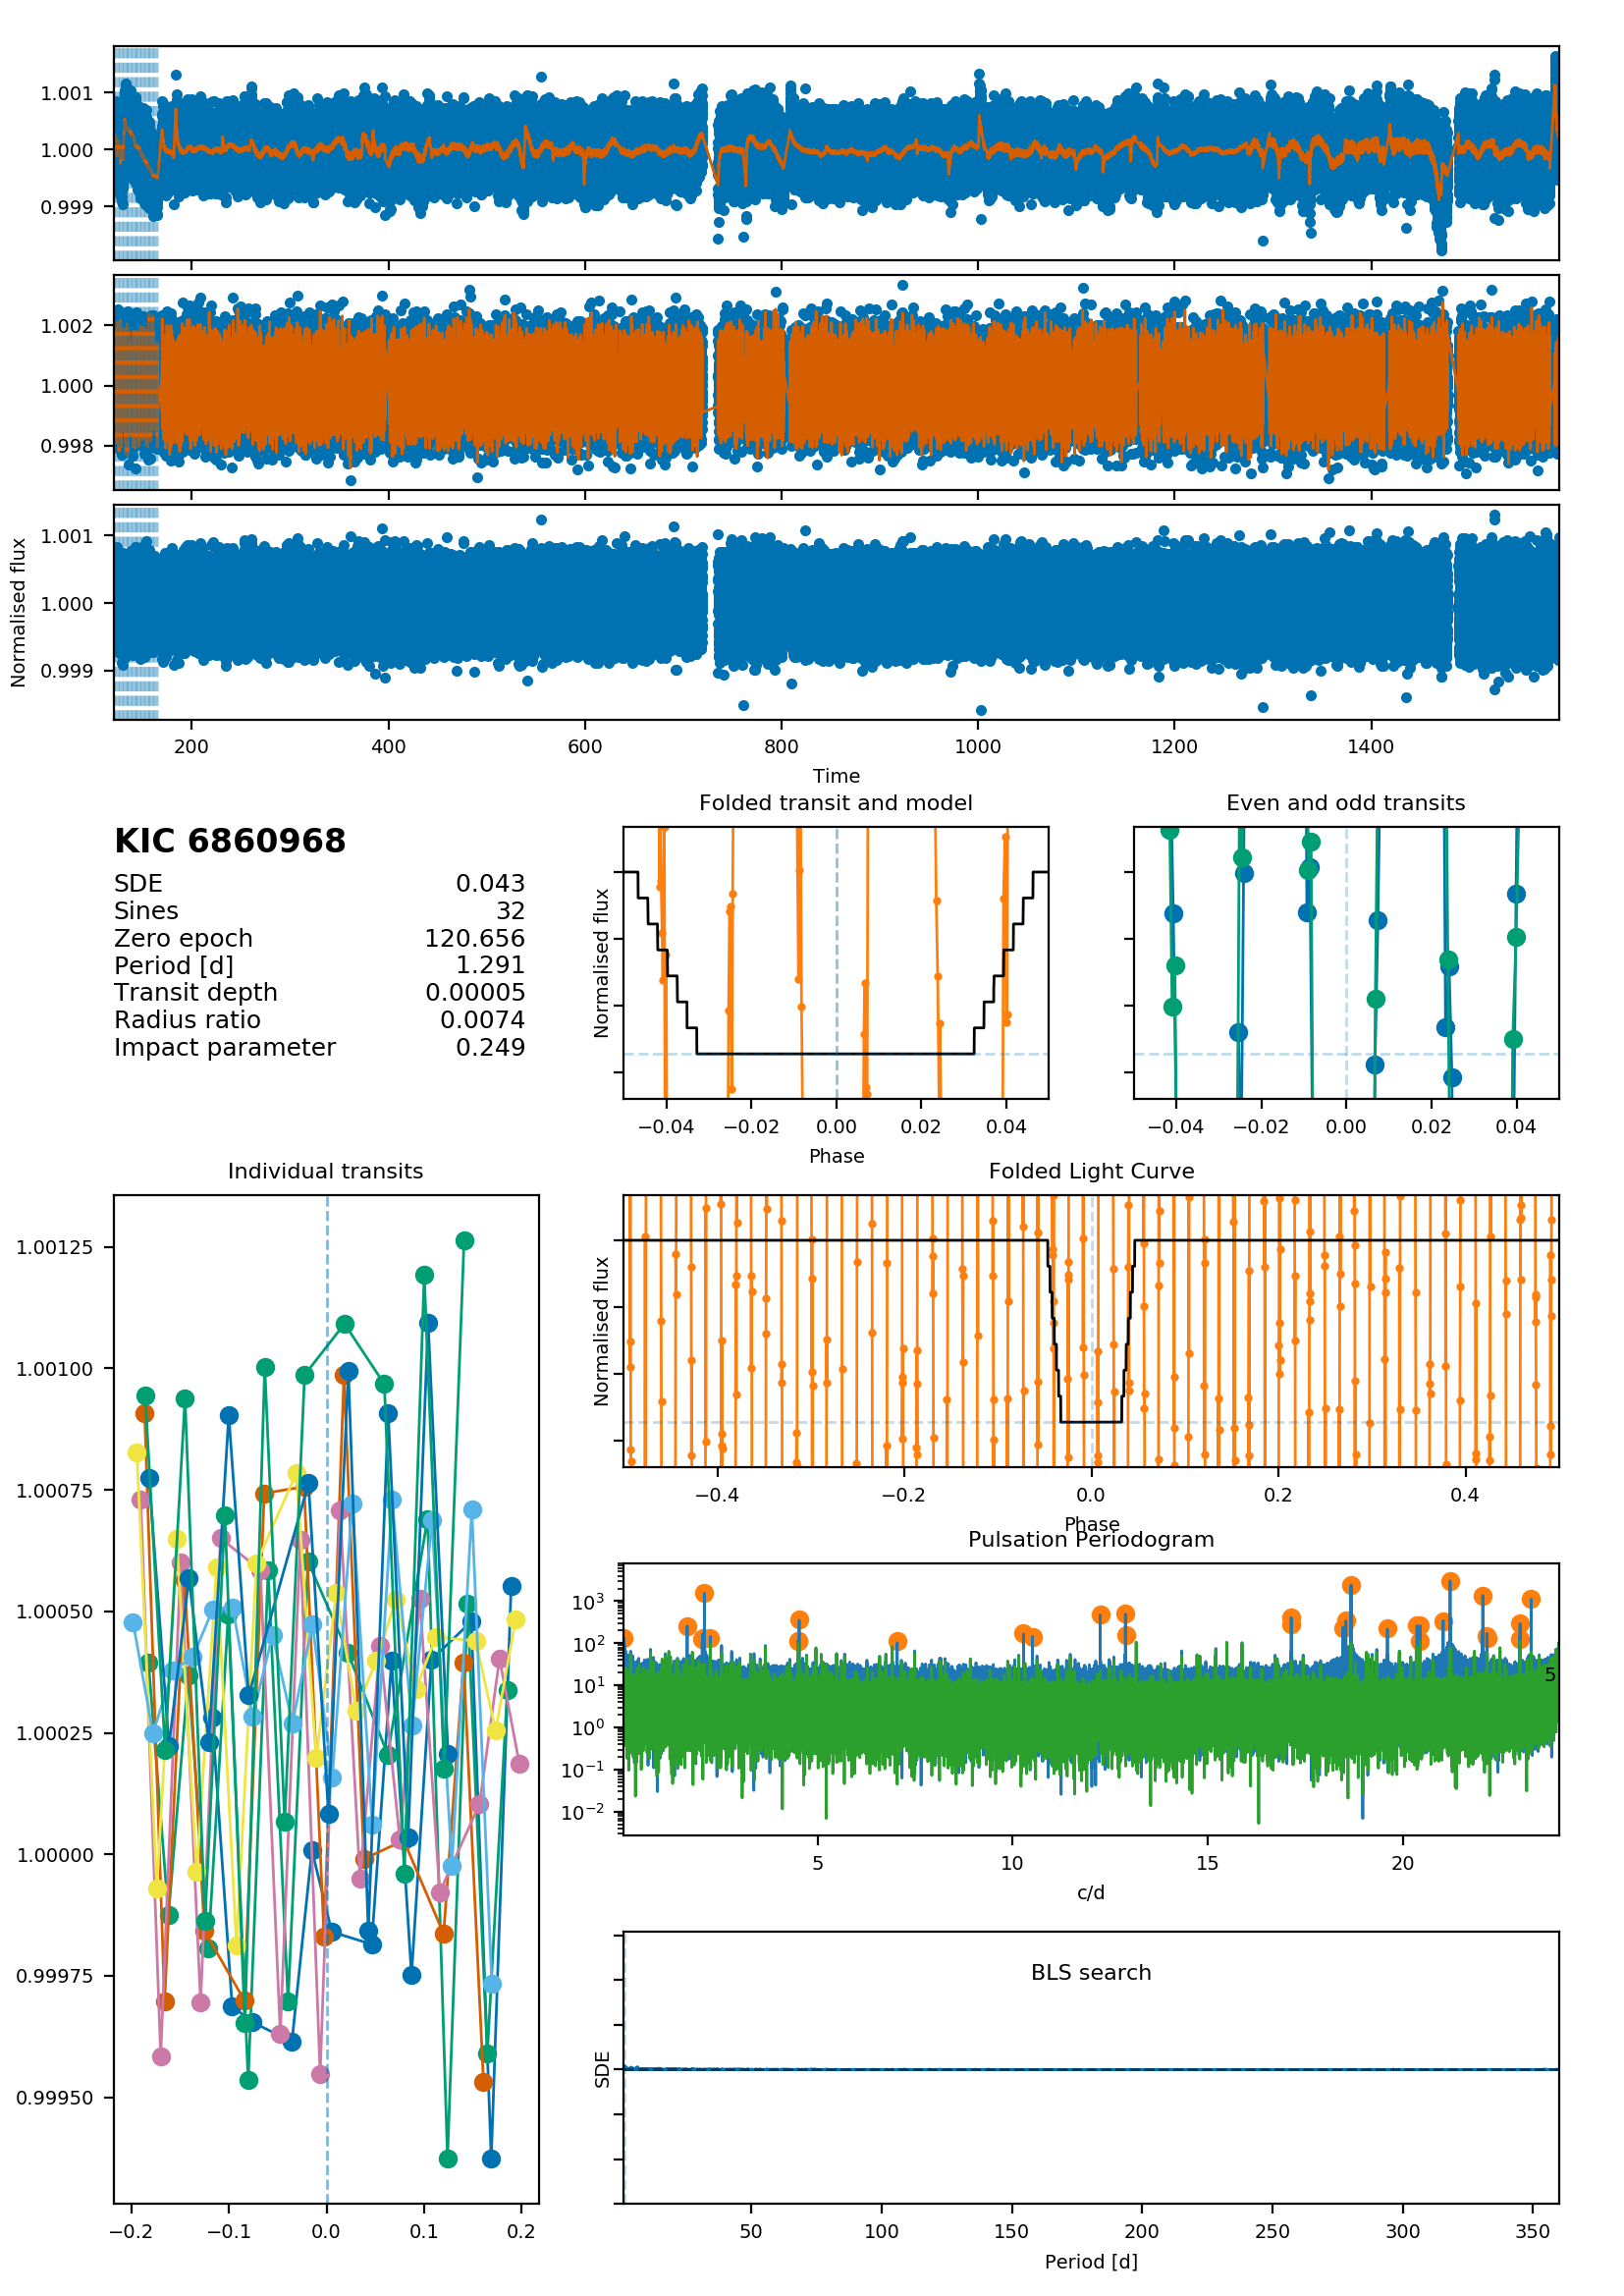 1.001
1.000
0.999
1.002
1.000
0.998
1.001
1.000
0.999
Normalised flux
200 400 600 800 1000 1200 1400
Time
KIC 6860968
SDE 0.043
Sines 32
Zero epoch 120.656
Period [d] 1.291
Transit depth 0.00005
Radius ratio 0.0074
Impact parameter 0.249
Folded transit and model
Normalised flux
−0.04 −0.02 0.00 0.02 0.04
Phase
Even and odd transits
−0.04 −0.02 0.00 0.02 0.04
Individual transits
1.00125
1.00100
1.00075
1.00050
1.00025
1.00000
0.99975
0.99950
−0.2 −0.1 0.0 0.1 0.2
Folded Light Curve
Normalised flux
−0.4 −0.2 0.0 0.2 0.4
Phase
Pulsation Periodogram
10³
10²
10¹
10⁰
10⁻¹
10⁻²
5
5 10 15 20
c/d
BLS search
SDE
50 100 150 200 250 300 350
Period [d]